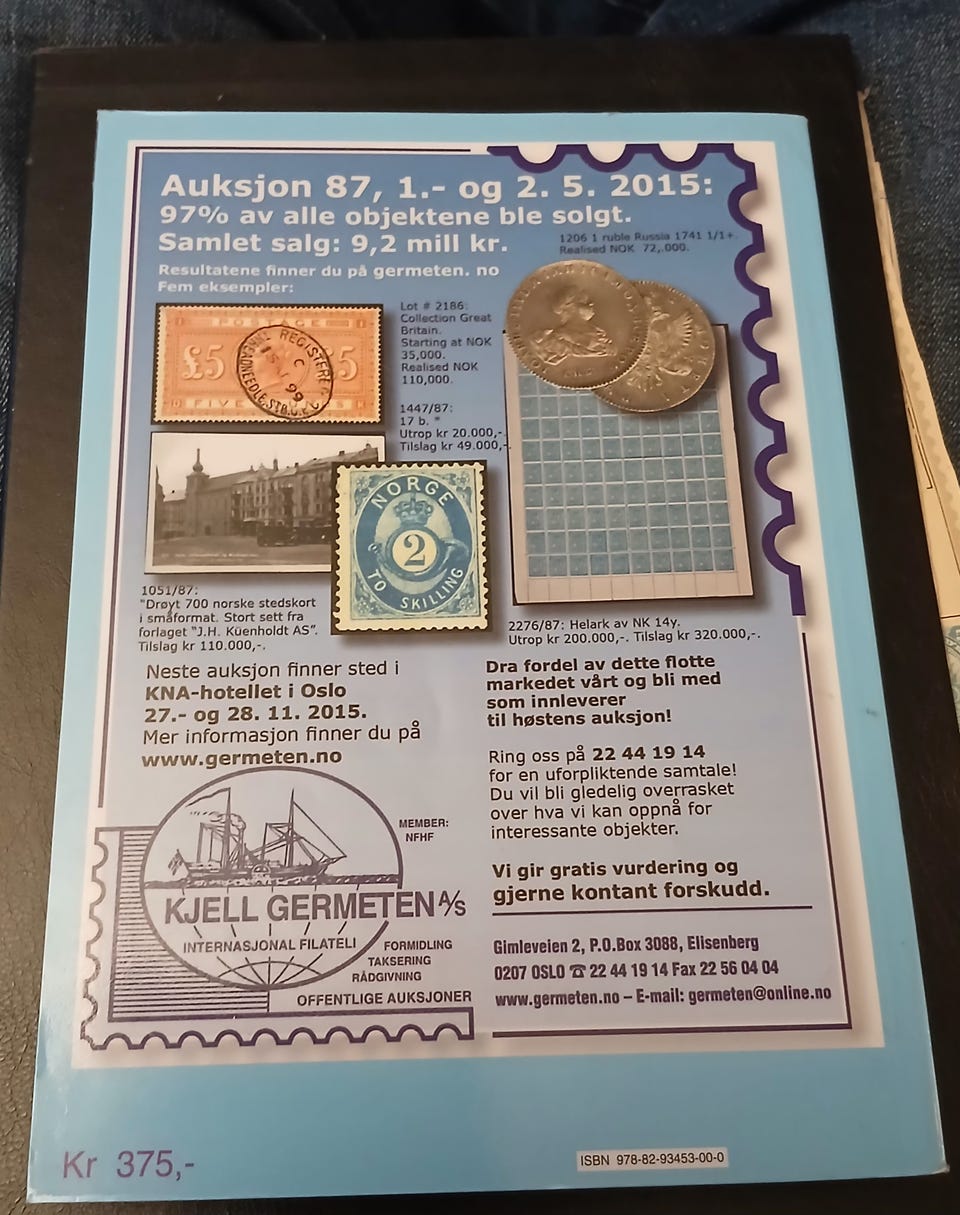 Auksjon 87, 1.- og 2. 5. 2015:
97% av alle objektene ble solgt.
Samlet salg: 9,2 mill kr.
Resultatene finner du på germeten. no
Fem eksempler:
1206 1 ruble Russia 1741 1/1+.
Realised NOK 72,.000.
Lot # 2186:
Collection Great
Britain.
Starting at NOK
35,000.
Realised NOK
110,000.
POSTAGE
£5
5
REGISTERE
C
99
FIVE
1447/87:
17 b. *
Utrop kr 20.000,-.
Tilslag kr 49.000,-.
NORGE
2
TO SKILLING
1051/87:
"Drøyt 700 norske stedskort
i småformat. Stort sett fra
forlaget "J.H. Küenholdt AS".
Tilslag kr 110.000,-.
2276/87: Helark av NK 14y.
Utrop kr 200.000,-. Tilslag kr 320.000,-.
Neste auksjon finner sted i
KNA-hotellet i Oslo
27.- og 28. 11. 2015.
Mer informasjon finner du på
www.germeten.no
Dra fordel av dette flotte
markedet vårt og bli med
som innleverer
til høstens auksjon!
Ring oss på 22 44 19 14
for en uforpliktende samtale!
Du vil bli gledelig overrasket
over hva vi kan oppnå for
interessante objekter.
Vi gir gratis vurdering og
gjerne kontant forskudd.
MEMBER:
NFHF
KJELL GERMETEN A/S
INTERNASJONAL FILATELI
FORMIDLING
TAKSERING
RÅDGIVNING
OFFENTLIGE AUKSJONER
Gimleveien 2, P.O.Box 3088, Elisenberg
0207 OSLO ☎ 22 44 19 14 Fax 22 56 04 04
www.germeten.no – E-mail: germeten@online.no
Kr 375,-
ISBN 978-82-93453-00-0